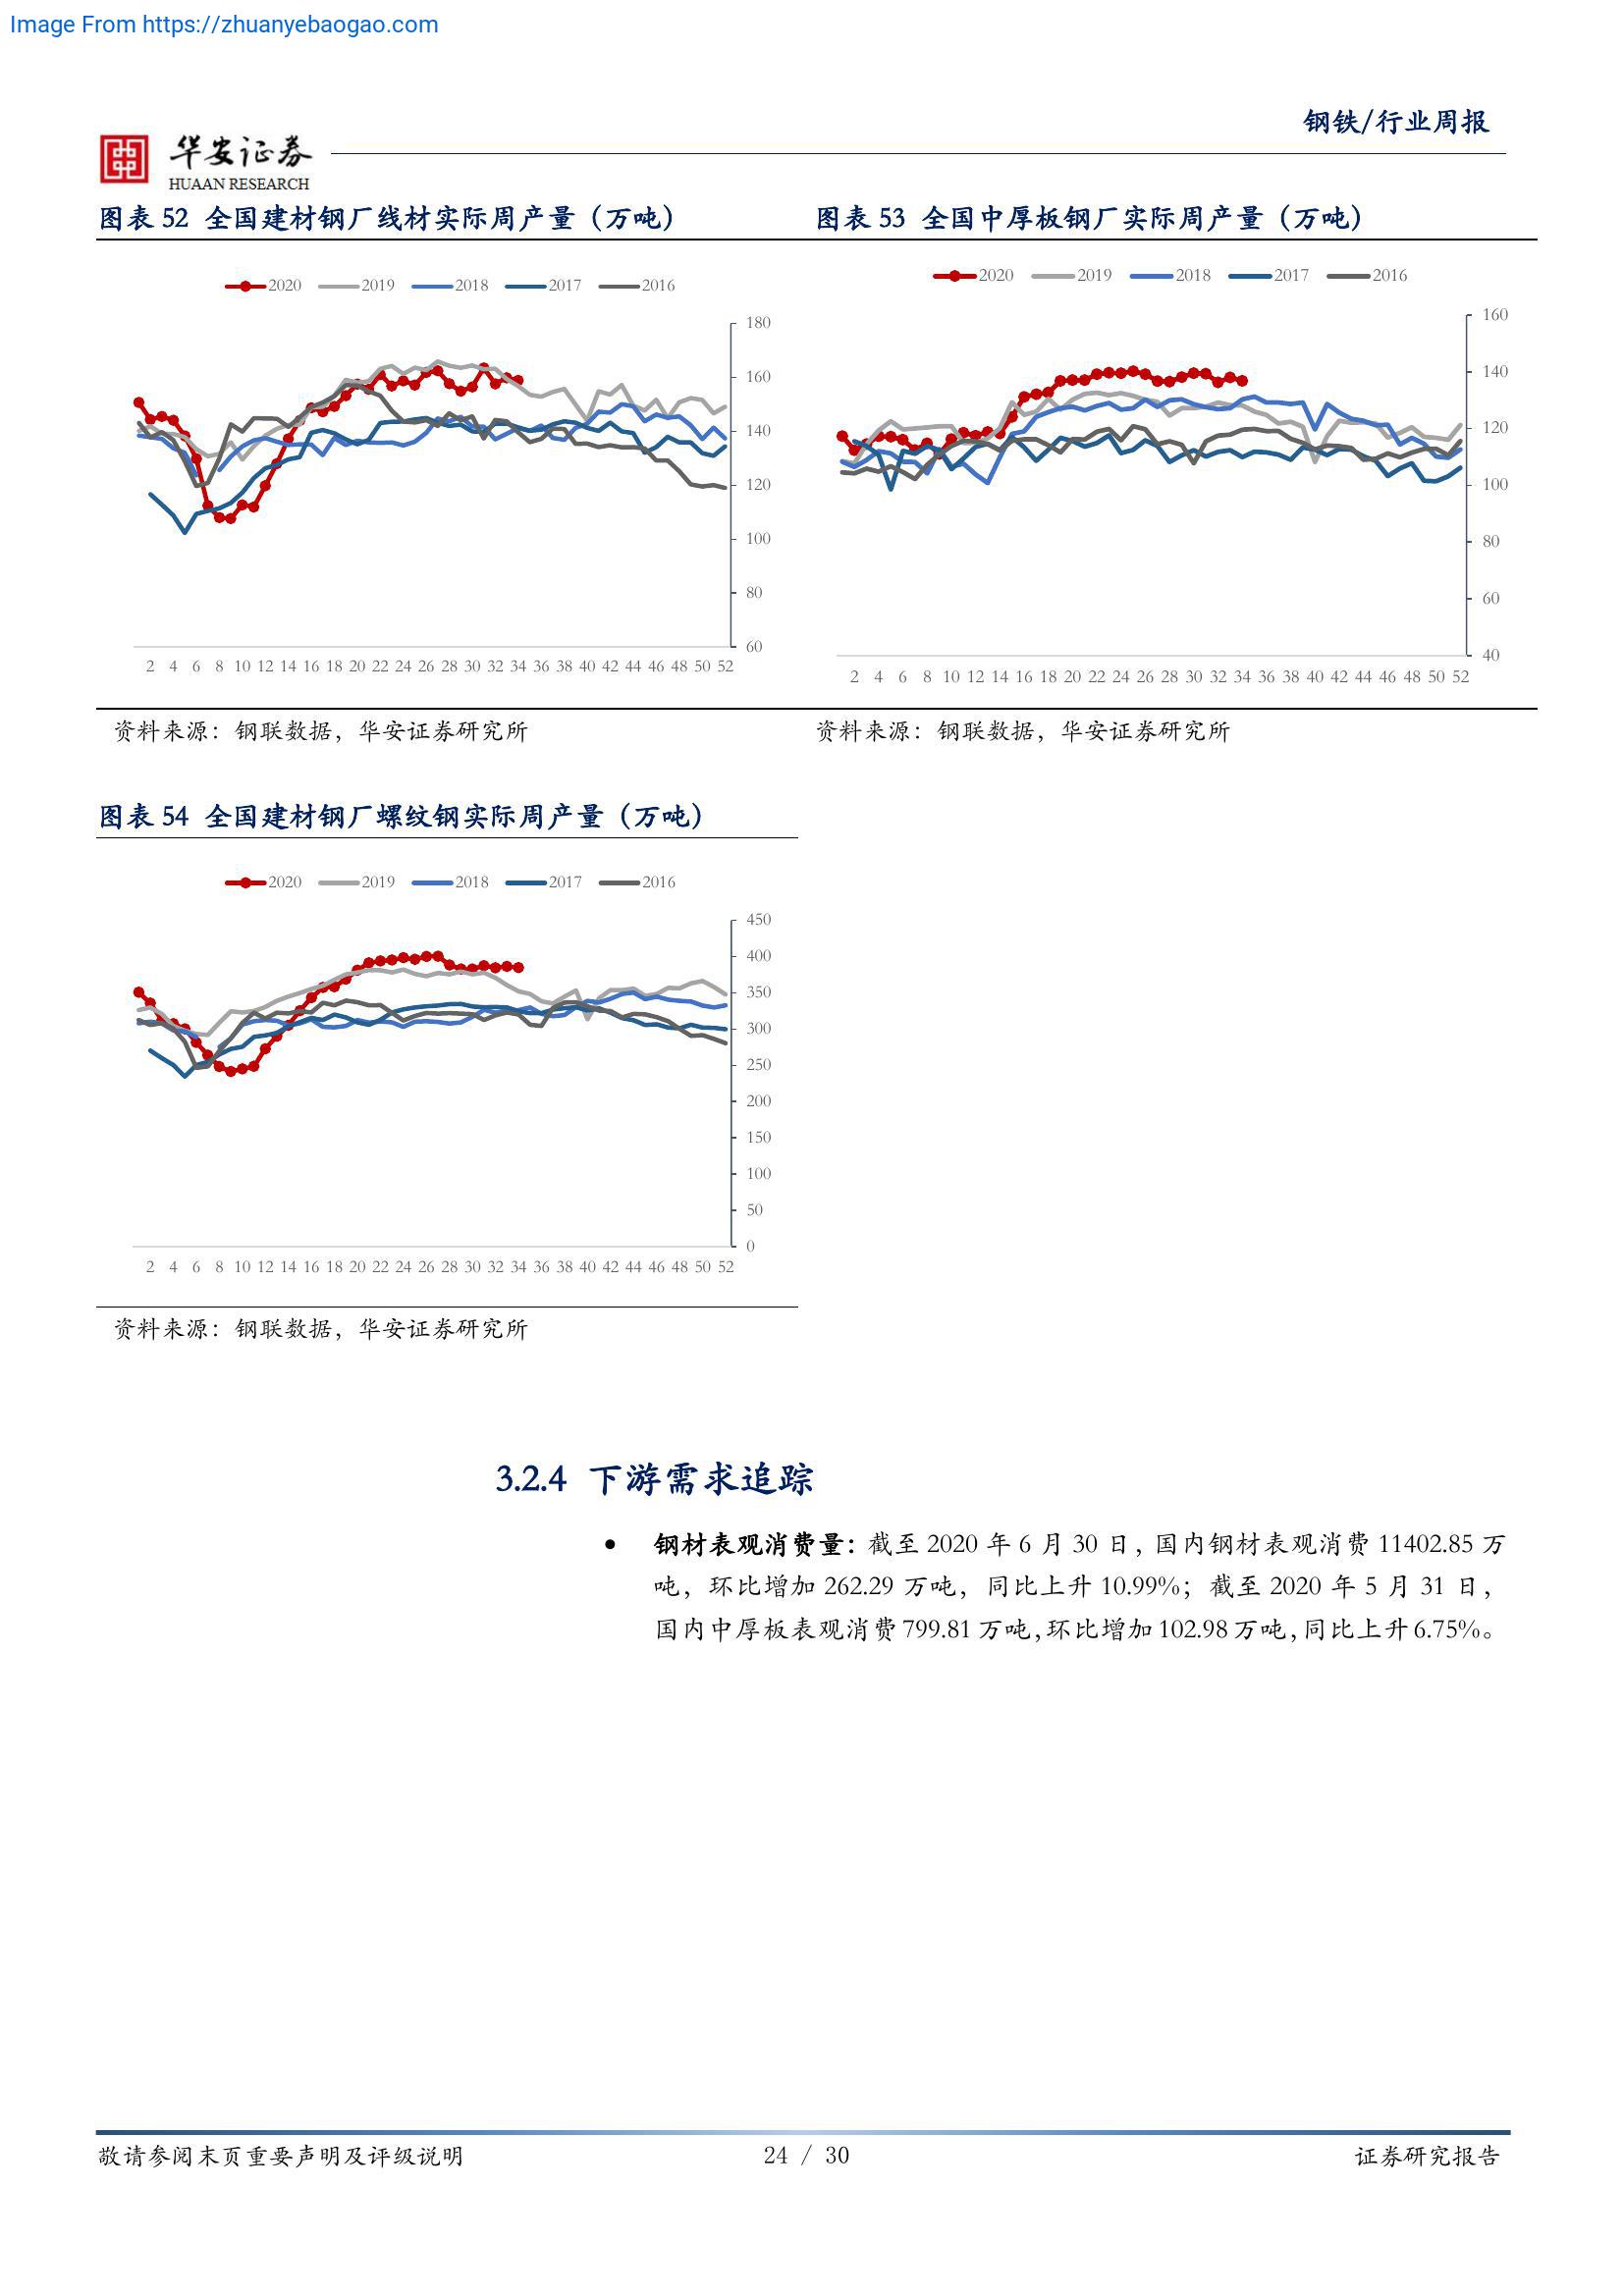 Image From https://zhuanyebaogao.com
钢铁/行业周报
华安证券
HUAAN RESEARCH
图表 52 全国建材钢厂线材实际周产量（万吨）
图表 53 全国中厚板钢厂实际周产量（万吨）
2020 2019 2018 2017 2016
180
160
140
120
100
80
60
2 4 6 8 10 12 14 16 18 20 22 24 26 28 30 32 34 36 38 40 42 44 46 48 50 52
2020 2019 2018 2017 2016
160
140
120
100
80
60
40
2 4 6 8 10 12 14 16 18 20 22 24 26 28 30 32 34 36 38 40 42 44 46 48 50 52
资料来源：钢联数据，华安证券研究所
资料来源：钢联数据，华安证券研究所
图表 54 全国建材钢厂螺纹钢实际周产量（万吨）
2020 2019 2018 2017 2016
450
400
350
300
250
200
150
100
50
0
2 4 6 8 10 12 14 16 18 20 22 24 26 28 30 32 34 36 38 40 42 44 46 48 50 52
资料来源：钢联数据，华安证券研究所
3.2.4 下游需求追踪
• 钢材表观消费量：截至 2020 年 6 月 30 日，国内钢材表观消费 11402.85 万
吨，环比增加 262.29 万吨，同比上升 10.99%；截至 2020 年 5 月 31 日，
国内中厚板表观消费 799.81 万吨，环比增加 102.98 万吨，同比上升 6.75%。
敬请参阅末页重要声明及评级说明
24 / 30
证券研究报告